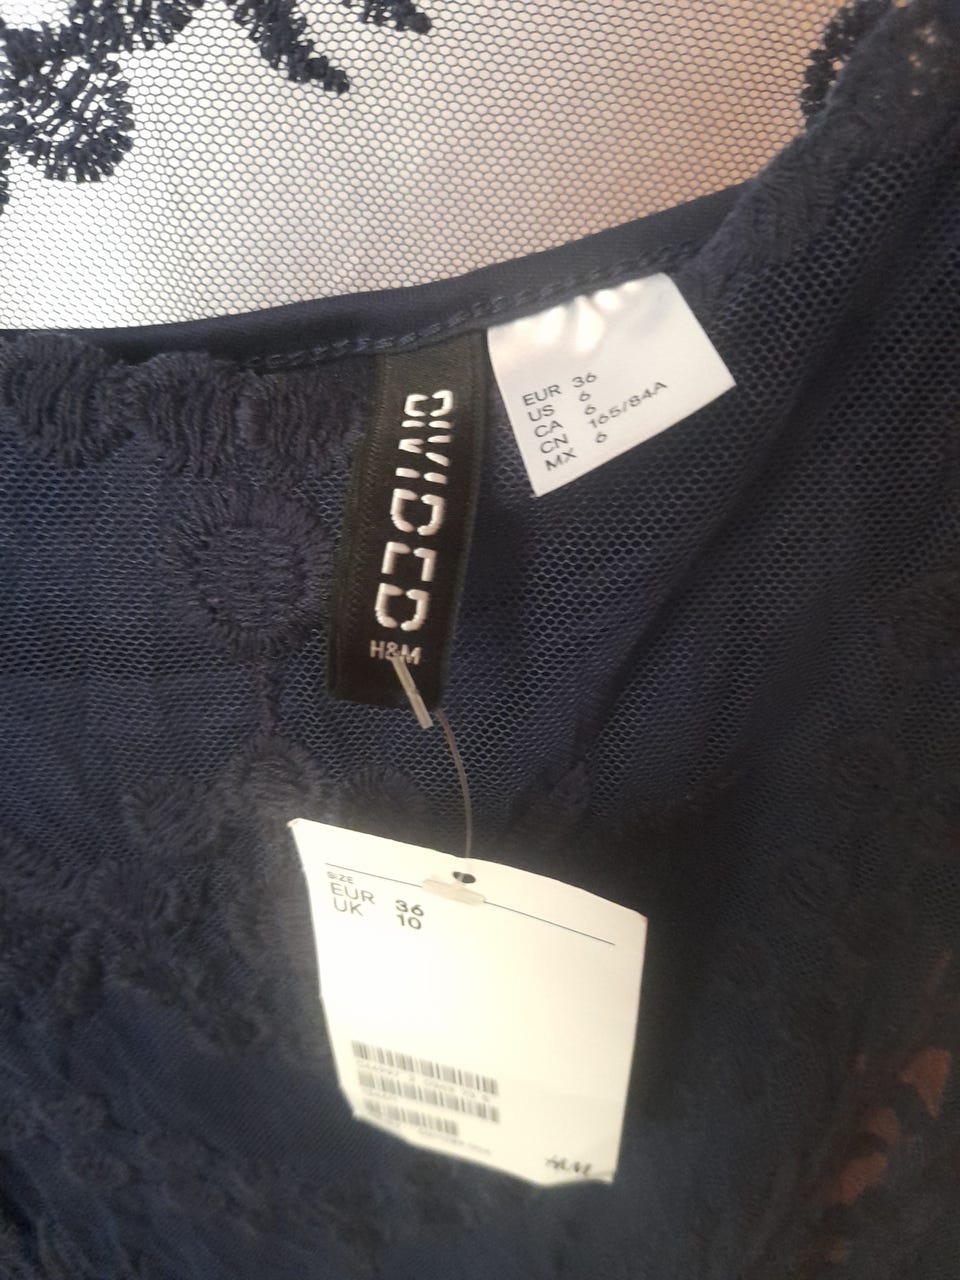 EUR 36
US 6
CA 6
CN 165/84A
MX 6
DIVIDED
H&M
SIZE
EUR 36
UK 10
H&M